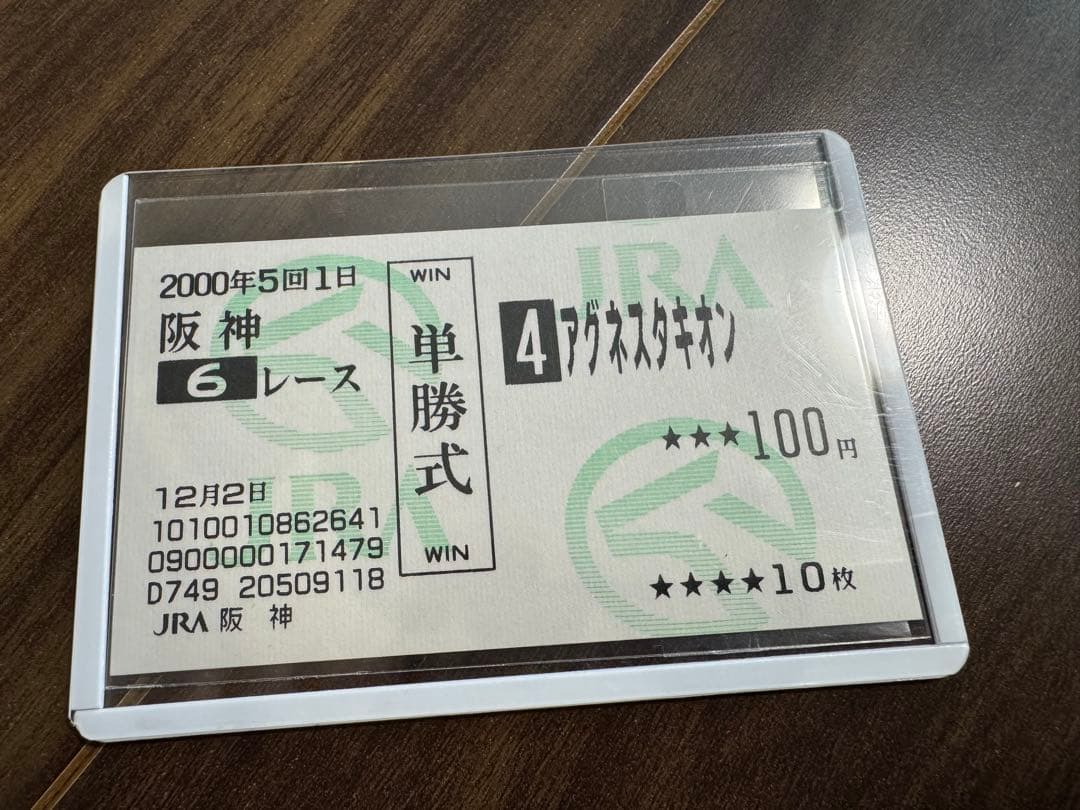 2000年5回1日
阪神
6レース
12月2日
1010010862641
0900000171479
D749 20509118
JRA 阪神
WIN
単勝式
WIN
JRA
4アグネスタキオン
★★★100円
★★★★10枚
JRA